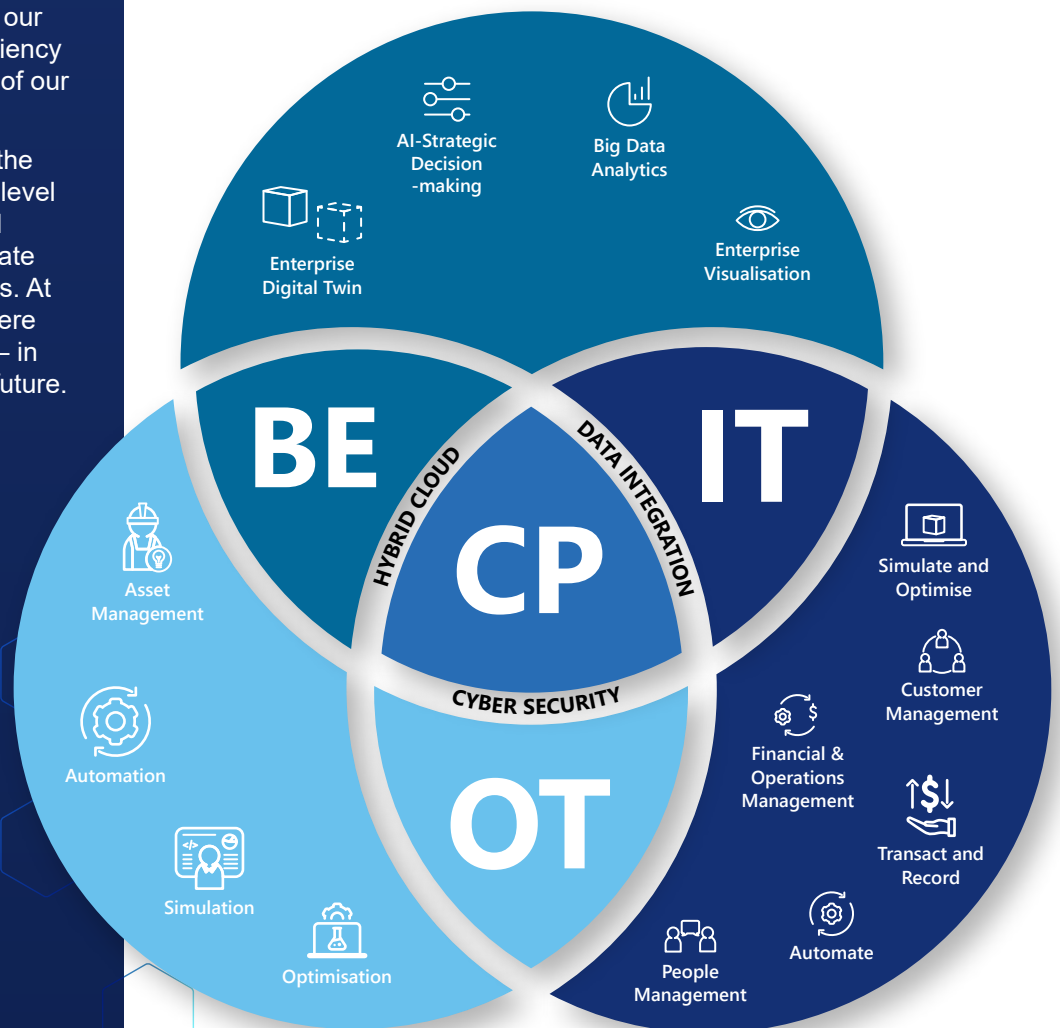 our
iency
of our
the
level
ate
s. At
ere
– in
uture.
AI-Strategic
Decision
-making
Big Data
Analytics
Enterprise
Digital Twin
Enterprise
Visualisation
BE
IT
HYBRID CLOUD
DATA INTEGRATION
CP
CYBER SECURITY
OT
Asset
Management
Automation
Simulation
Optimisation
Simulate and
Optimise
Customer
Management
Financial &
Operations
Management
Transact and
Record
Automate
People
Management